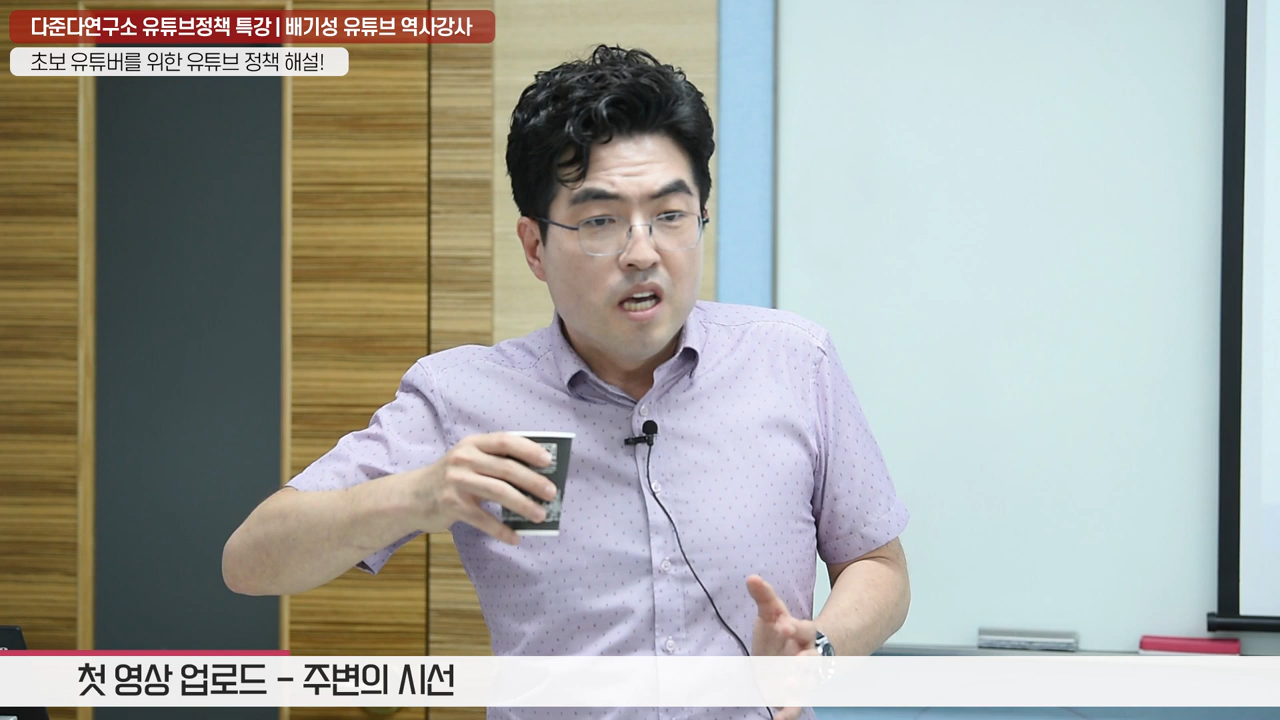 다준다연구소 유튜브정책 특강 | 배기성 유튜브 역사강사
초보 유튜버를 위한 유튜브 정책 해설!
첫 영상 업로드 - 주변의 시선